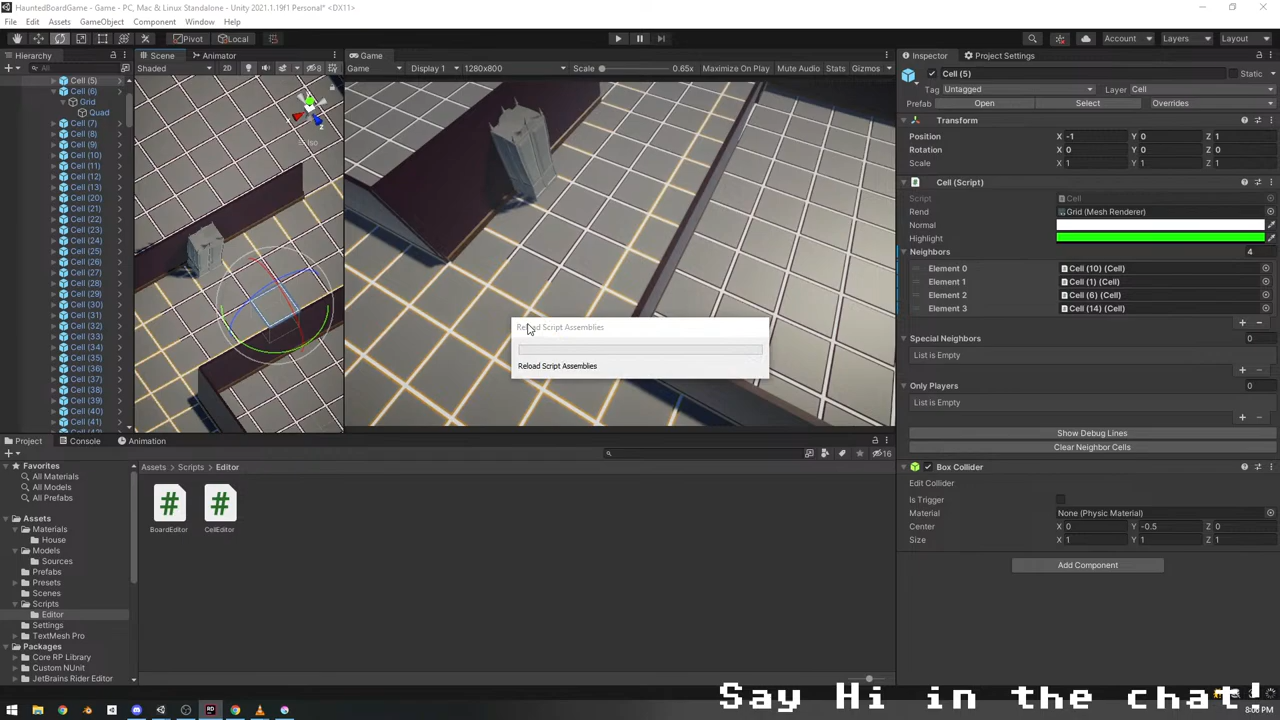 HauntedBoardGame - Game - PC, Mac & Linux Standalone - Unity 2021.1.19f1 Personal* <DX11>
File Edit Assets GameObject Component Window Help
Pivot Local Account Layers Layout
Hierarchy
All
Cell (5)
Cell (6)
Grid
Quad
Cell (7)
Cell (8)
Cell (9)
Cell (10)
Cell (11)
Cell (12)
Cell (13)
Cell (20)
Cell (21)
Cell (22)
Cell (23)
Cell (24)
Cell (25)
Cell (26)
Cell (27)
Cell (28)
Cell (29)
Cell (30)
Cell (31)
Cell (32)
Cell (33)
Cell (34)
Cell (35)
Cell (36)
Cell (37)
Cell (38)
Cell (39)
Cell (40)
Cell (41)
Scene Animator
Shaded 2D 8
Iso
Game
Game Display 1 1280x800 Scale 0.65x Maximize On Play Mute Audio Stats Gizmos
Reload Script Assemblies
Reload Script Assemblies
Inspector Project Settings
Cell (5) Static
Tag Untagged Layer Cell
Prefab Open Select Overrides
Transform
Position X -1 Y 0 Z 1
Rotation X 0 Y 0 Z 0
Scale X 1 Y 1 Z 1
Cell (Script)
Script Cell
Rend Grid (Mesh Renderer)
Normal
Highlight
Neighbors 4
Element 0 Cell (10) (Cell)
Element 1 Cell (1) (Cell)
Element 2 Cell (6) (Cell)
Element 3 Cell (14) (Cell)
Special Neighbors 0
List is Empty
Only Players 0
List is Empty
Show Debug Lines
Clear Neighbor Cells
Box Collider
Edit Collider
Is Trigger
Material None (Physic Material)
Center X 0 Y -0.5 Z 0
Size X 1 Y 1 Z 1
Add Component
Project Console Animation
16
Favorites
All Materials
All Models
All Prefabs
Assets
Materials
House
Models
Sources
Prefabs
Presets
Scenes
Scripts
Editor
Settings
TextMesh Pro
Packages
Core RP Library
Custom NUnit
JetBrains Rider Editor
Assets > Scripts > Editor
BoardEditor CellEditor
Say Hi in the chat!
8:00 PM